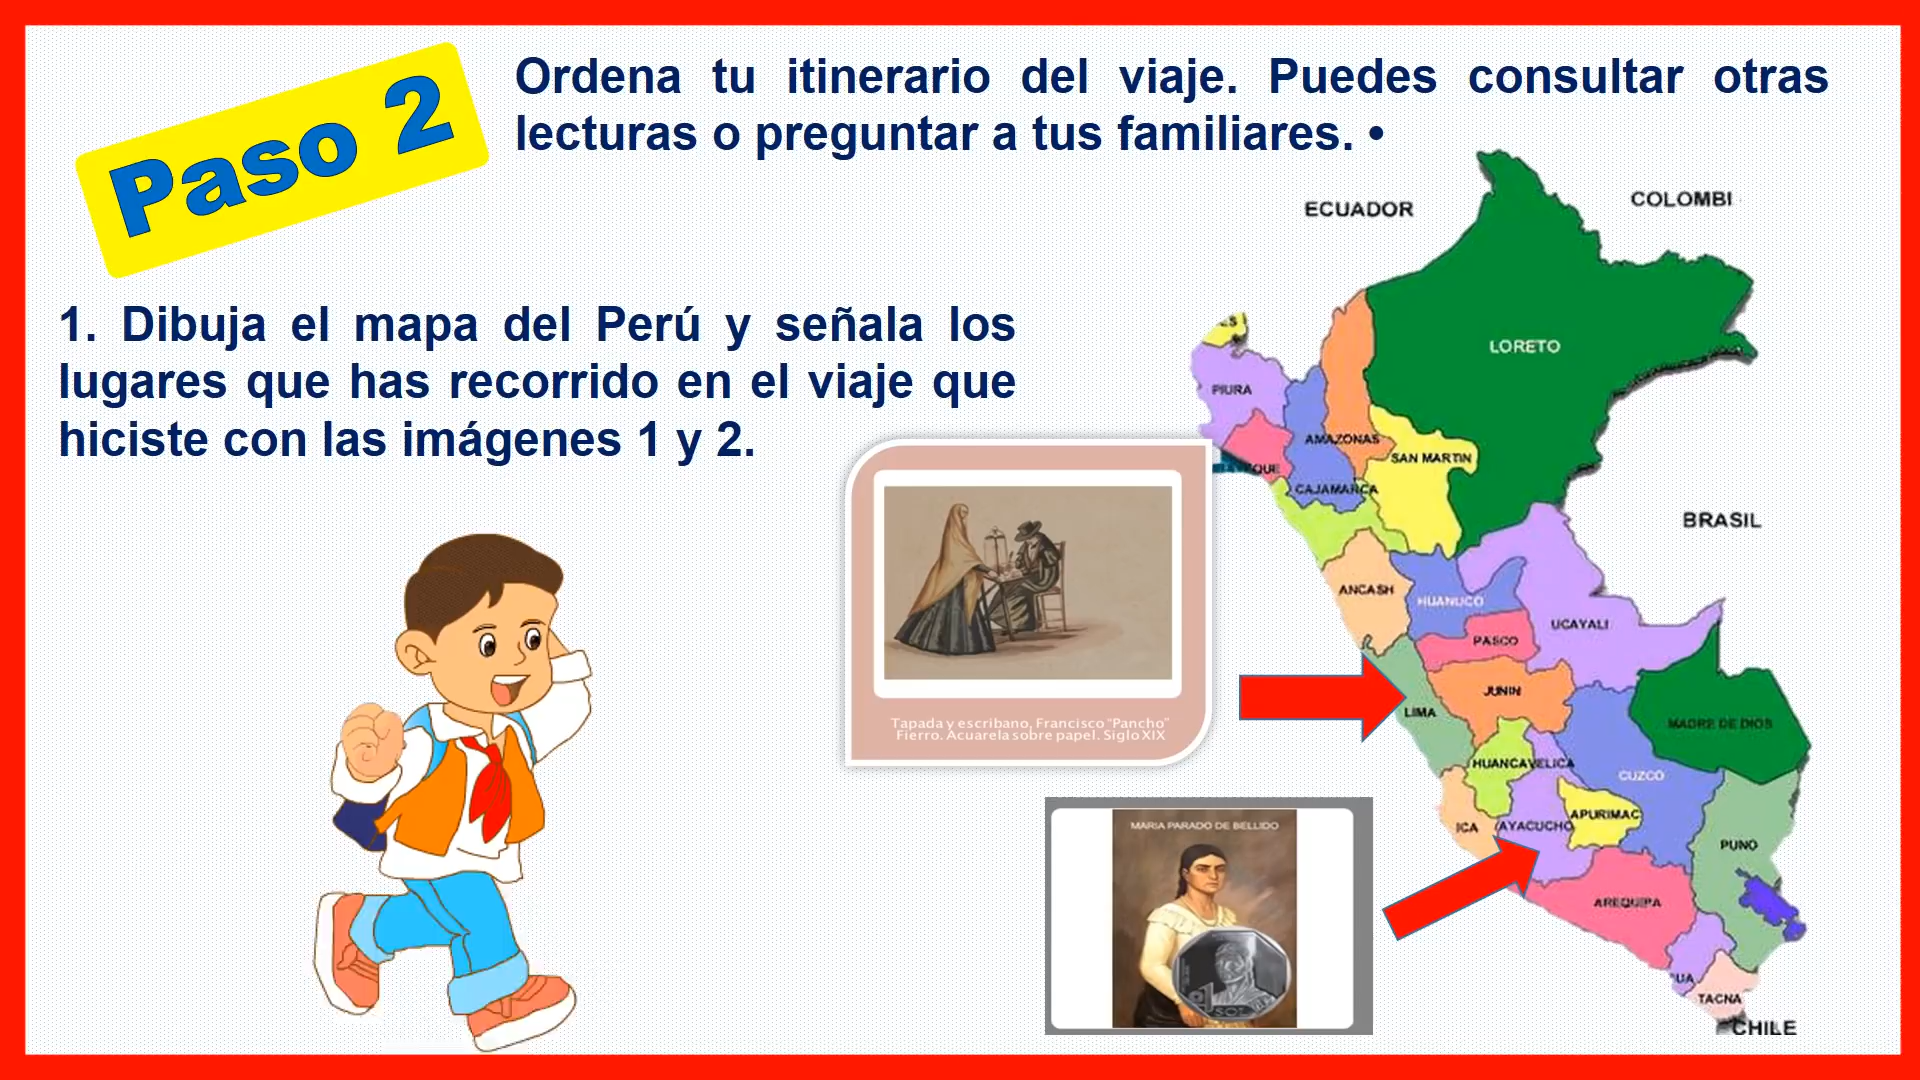 Paso 2
Ordena tu itinerario del viaje. Puedes consultar otras
lecturas o preguntar a tus familiares. •
1. Dibuja el mapa del Perú y señala los
lugares que has recorrido en el viaje que
hiciste con las imágenes 1 y 2.
Tapada y escribano, Francisco "Pancho"
Fierro. Acuarela sobre papel. Siglo XIX
MARIA PARADO DE BELLIDO
1
SOL
ECUADOR
COLOMBI
LORETO
PIURA
AMAZONAS
SAN MARTIN
QUE
CAJAMARCA
BRASIL
ANCASH
HUANUCO
UCAYALI
PASCO
JUNIN
LIMA
MADRE DE DIOS
HUANCAVELICA
CUZCO
APURIMAC
ICA
AYACUCHO
PUNO
AREQUIPA
UA
TACNA
CHILE